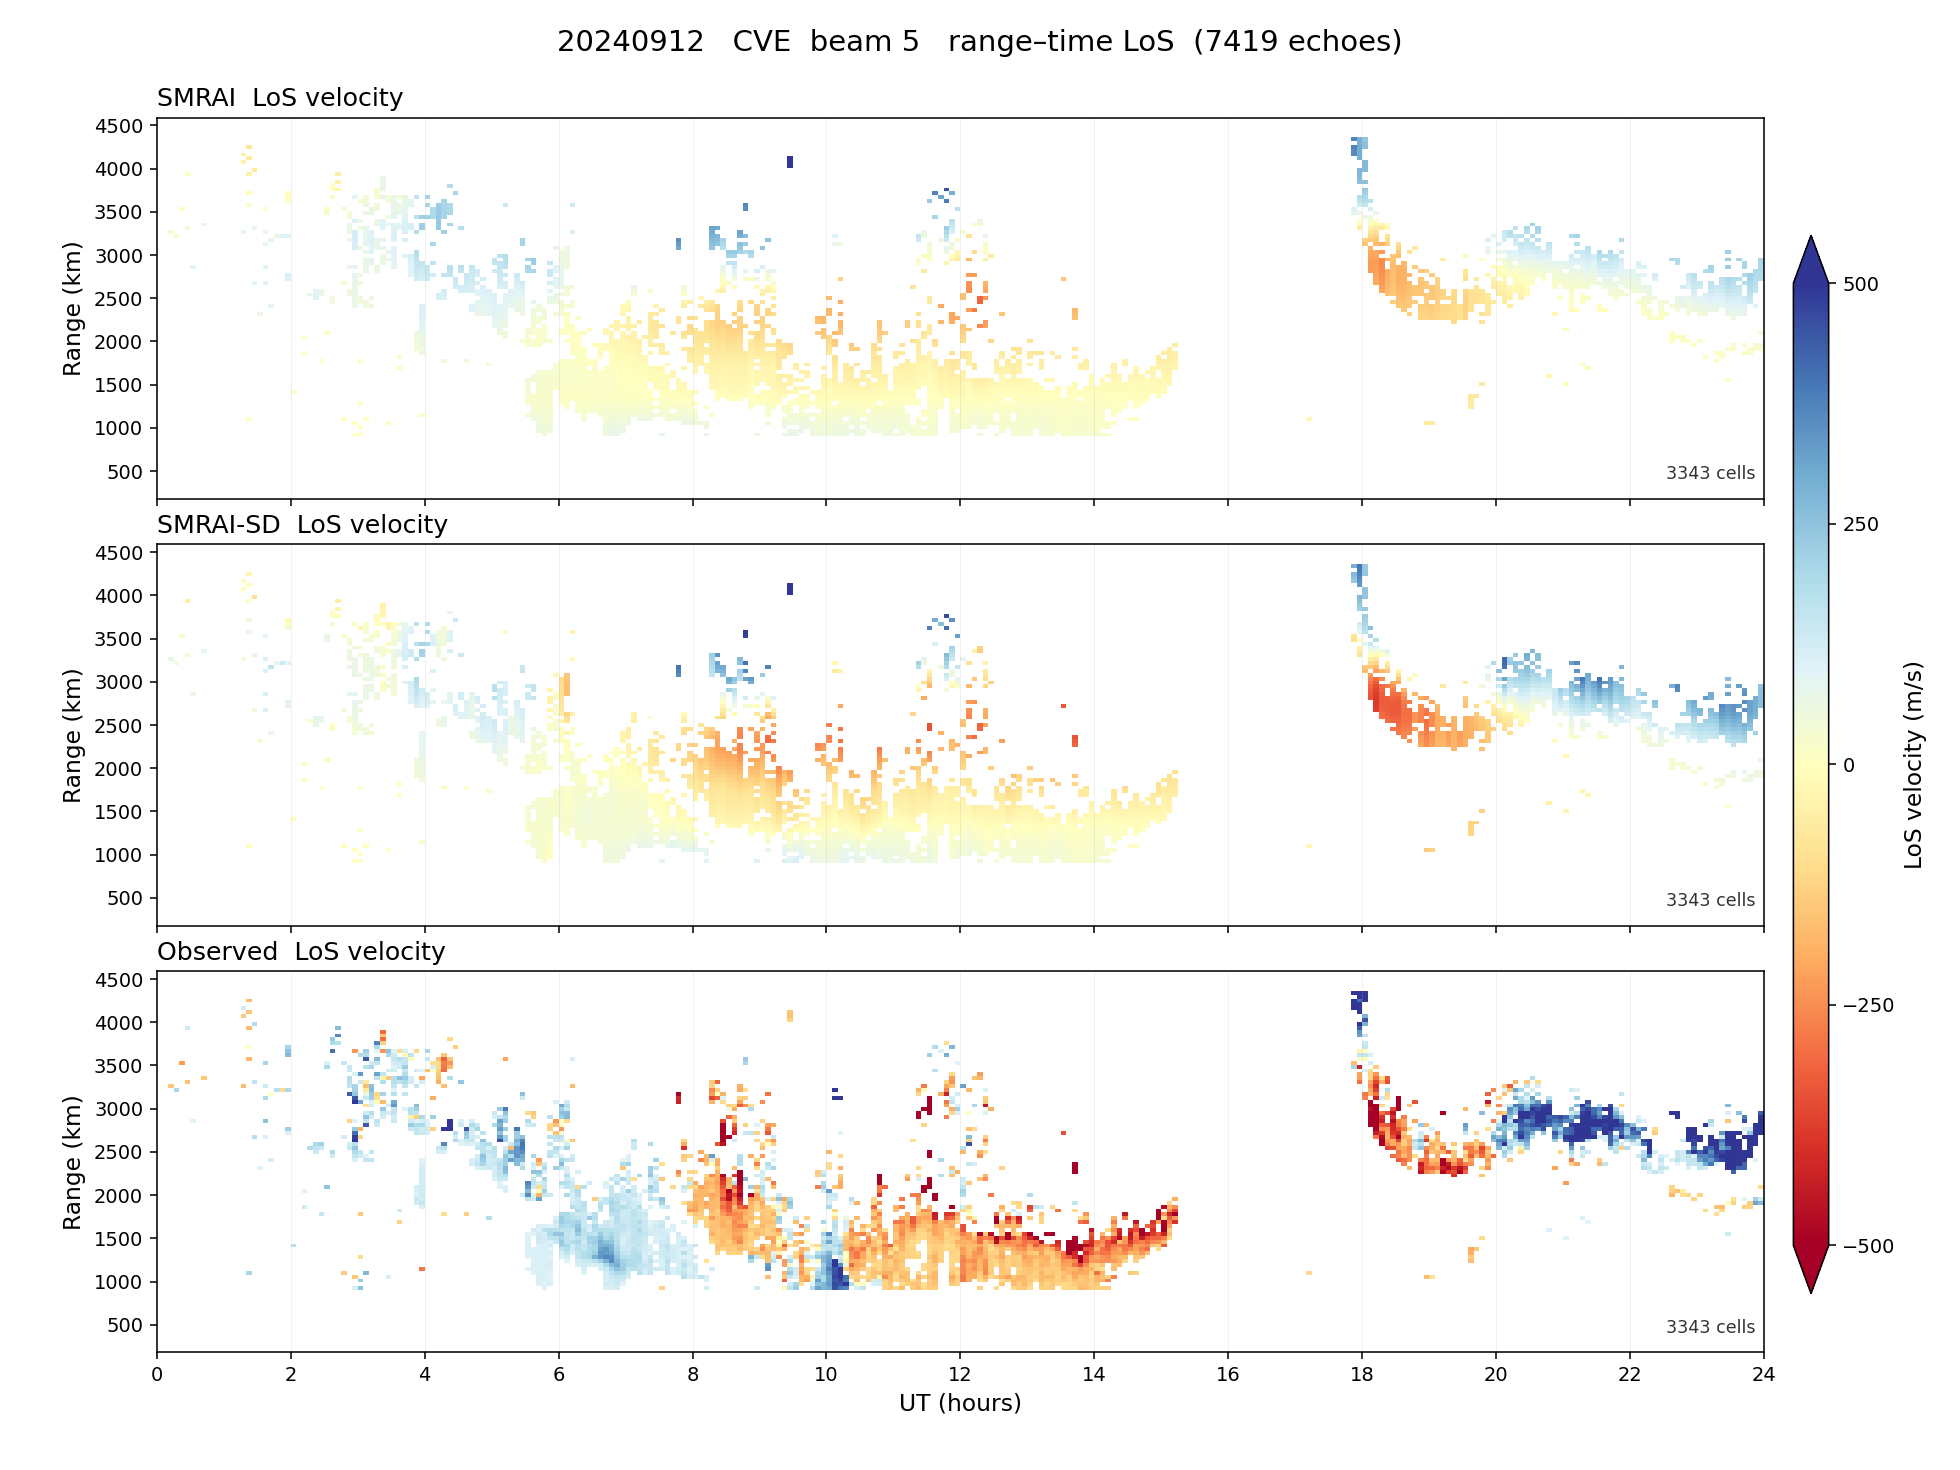 20240912   CVE  beam 5   range–time LoS  (7419 echoes)
SMRAI  LoS velocity
4500
4000
3500
3000
2500
2000
1500
1000
500
Range (km)
3343 cells
SMRAI-SD  LoS velocity
4500
4000
3500
3000
2500
2000
1500
1000
500
Range (km)
3343 cells
Observed  LoS velocity
4500
4000
3500
3000
2500
2000
1500
1000
500
Range (km)
3343 cells
0 2 4 6 8 10 12 14 16 18 20 22 24
UT (hours)
500
250
0
−250
−500
LoS velocity (m/s)